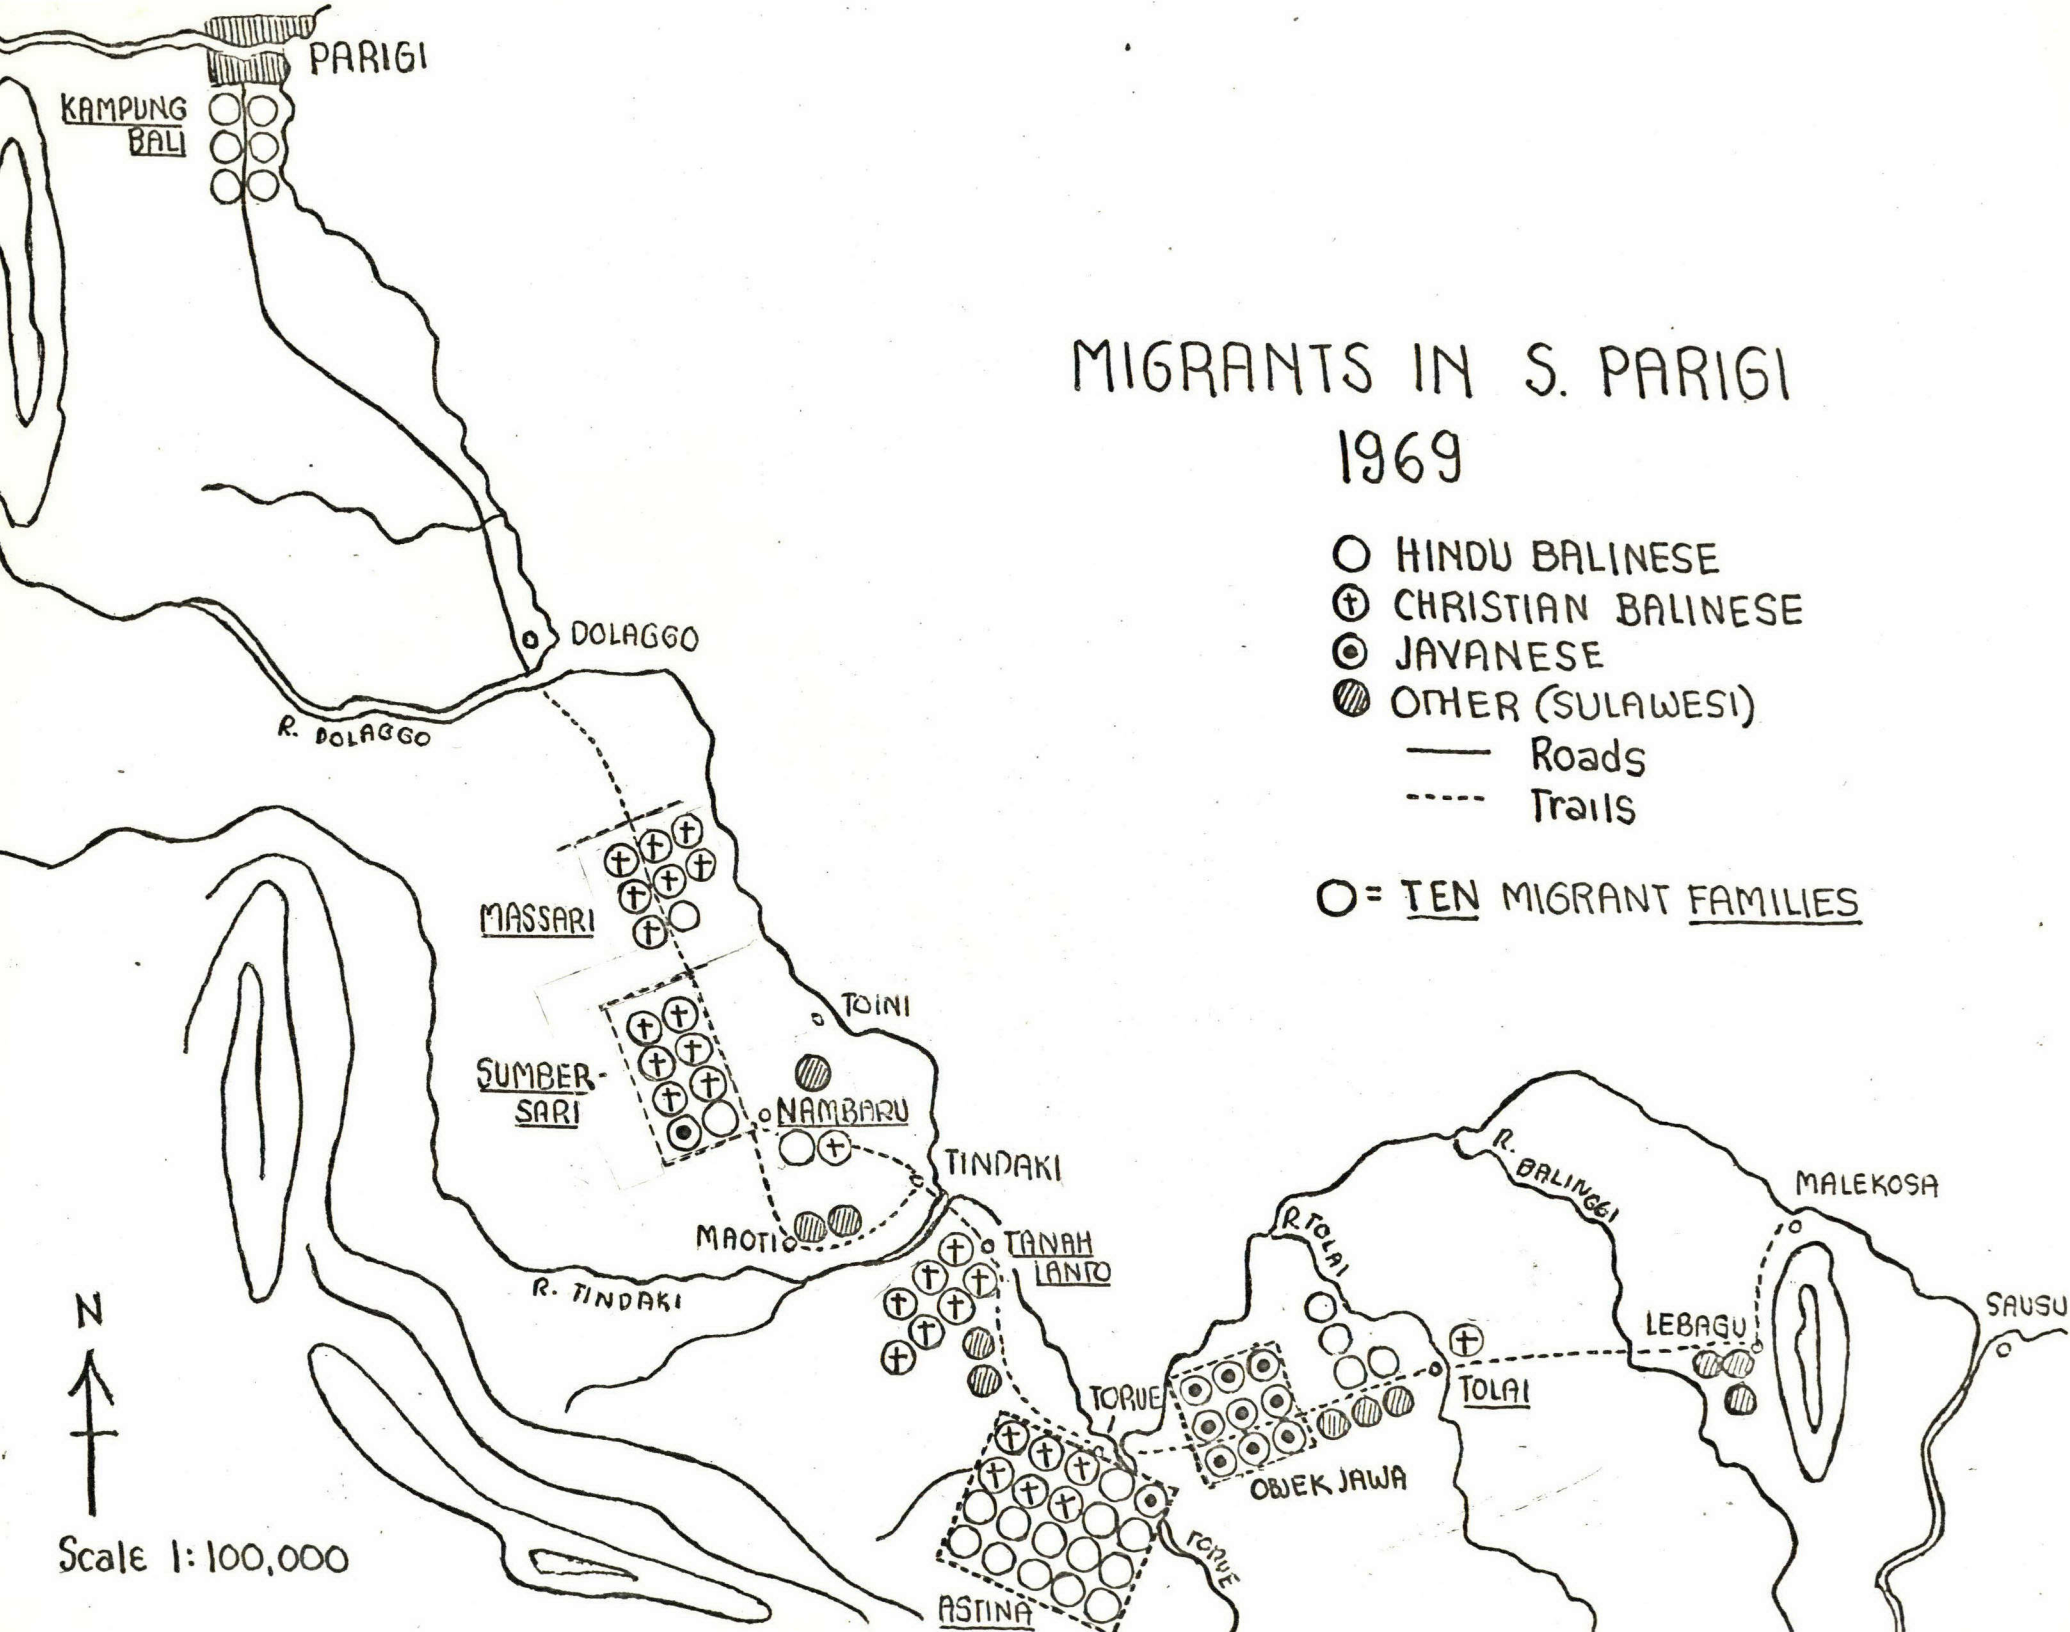 PARIGI
KAMPUNG
BALI
MIGRANTS IN S. PARIGI
1969
HINDU BALINESE
CHRISTIAN BALINESE
JAVANESE
OTHER (SULAWESI)
Roads
Trails
O = TEN MIGRANT FAMILIES
DOLAGGO
R. DOLAGGO
MASSARI
TOINI
SUMBER-
SARI
NAMBARU
TINDAKI
MAOTI
TANAH
LANTO
R. TINDAKI
R.
BALINGGI
MALEKOSA
R. TOLAI
SAUSU
LEBAGU
TOLAI
TORUE
OBJEK JAWA
TORUE
ASTINA
N
Scale 1:100,000